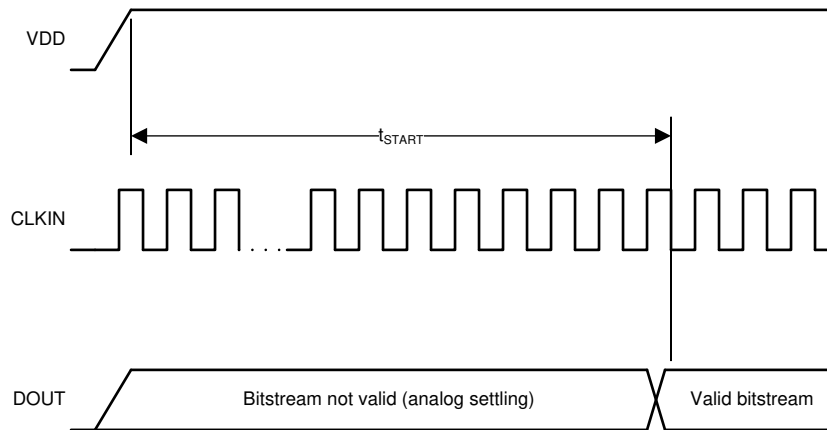 VDD
tSTART
CLKIN
. . . .
DOUT
Bitstream not valid (analog settling)
Valid bitstream